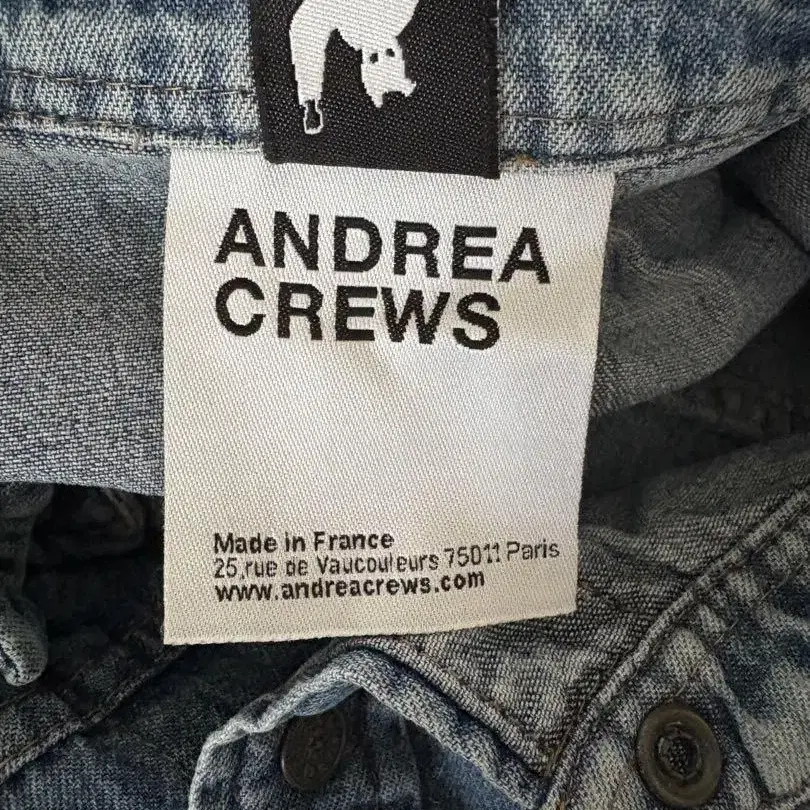 ANDREA
CREWS
Made in France
25,rue de Vaucouleurs 75011 Paris
www.andreacrews.com